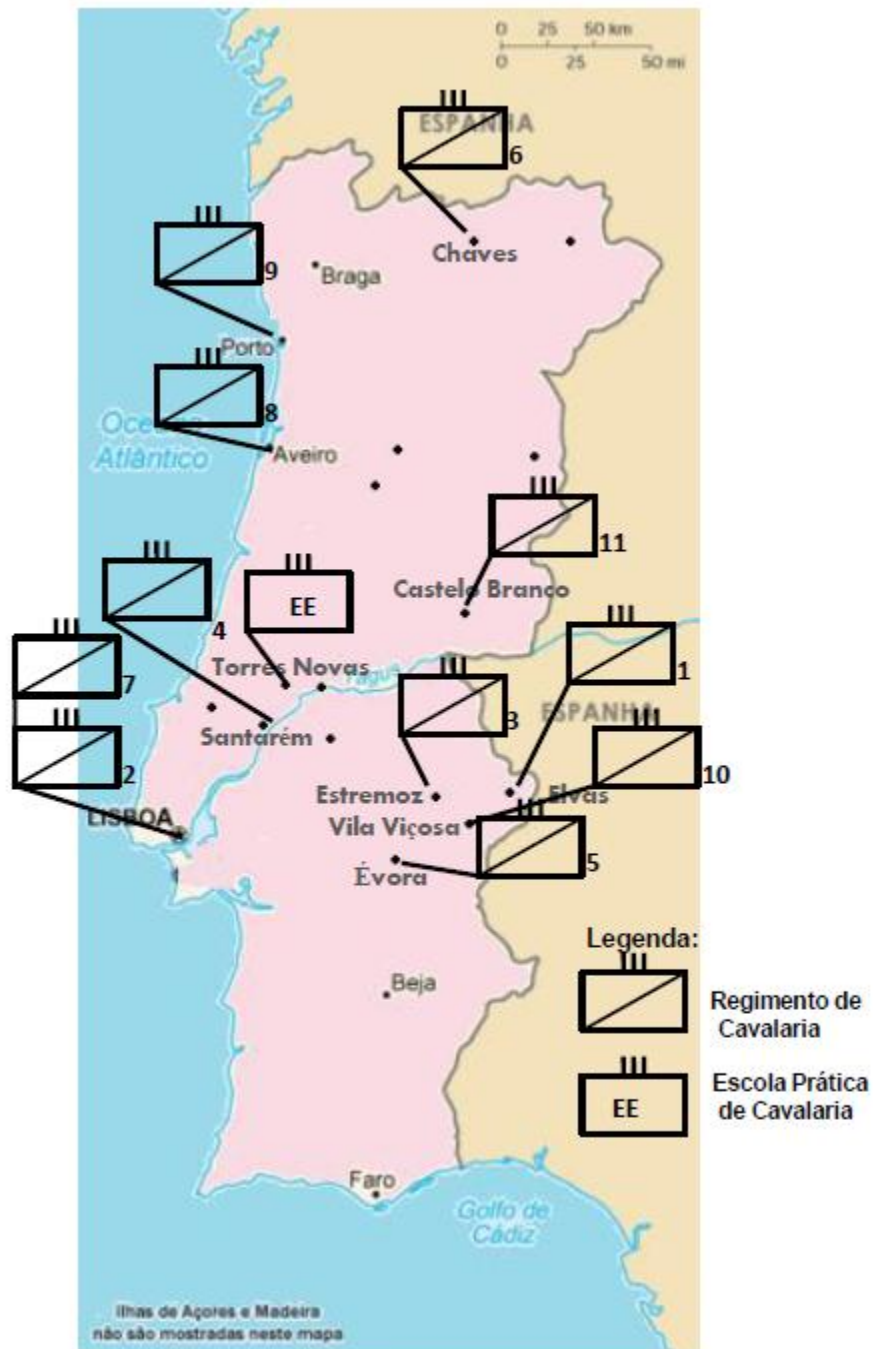 0 25 50 km
0 25 50 mi
ESPANHA
6
Chaves
9
Braga
Porto
8
Oceano
Atlântico
Aveiro
11
Castelo Branco
EE
4
1
Torres Novas
7
3
ESPANHA
Santarém
2
10
Estremoz
Elvas
LISBOA
Vila Viçosa
5
Évora
Legenda:
Beja
Regimento de
Cavalaria
Escola Prática
de Cavalaria
EE
Faro
Golfo de
Cádiz
Ilhas de Açores e Madeira
não são mostradas neste mapa